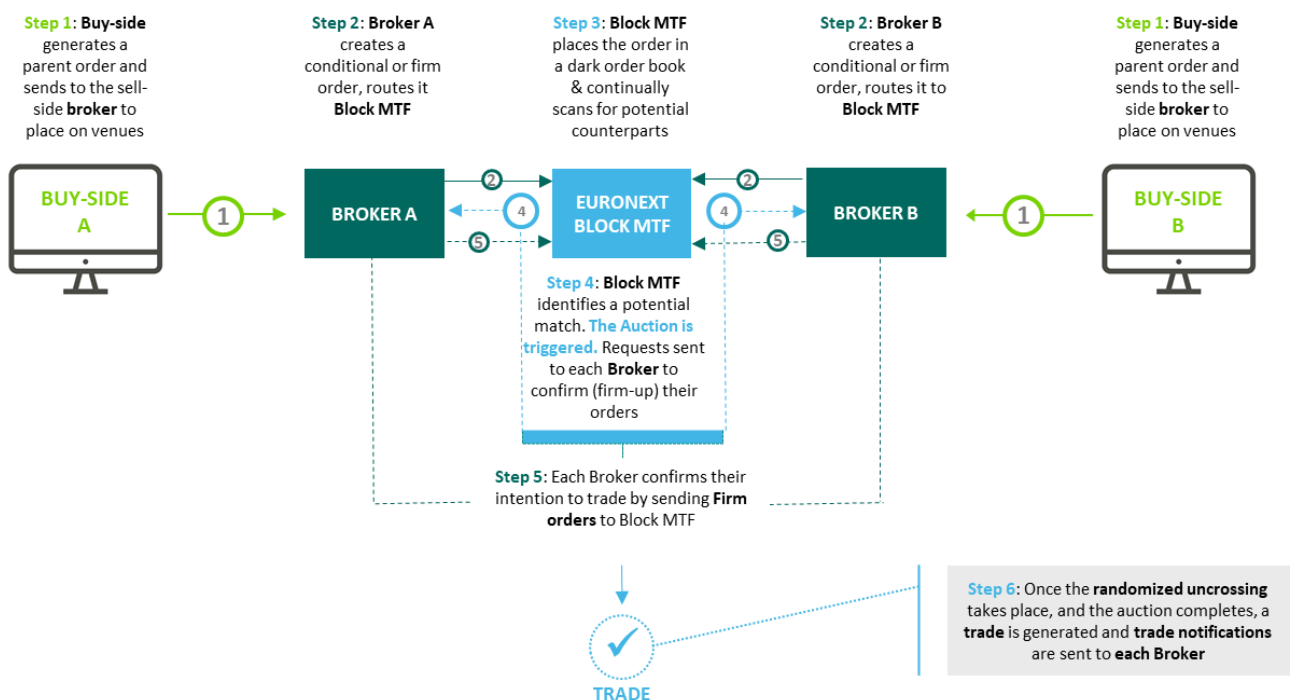 Step 1: Buy-side
generates a
parent order and
sends to the sell-
side broker to
place on venues
Step 2: Broker A
creates a
conditional or firm
order, routes it
Block MTF
Step 3: Block MTF
places the order in
a dark order book
& continually
scans for potential
counterparts
Step 2: Broker B
creates a
conditional or firm
order, routes it to
Block MTF
Step 1: Buy-side
generates a
parent order and
sends to the sell-
side broker to
place on venues
BUY-SIDE
A
1
BROKER A
2
4
5
EURONEXT
BLOCK MTF
2
4
5
BROKER B
1
BUY-SIDE
B
Step 4: Block MTF
identifies a potential
match. The Auction is
triggered. Requests sent
to each Broker to
confirm (firm-up) their
orders
Step 5: Each Broker confirms their
intention to trade by sending Firm
orders to Block MTF
Step 6: Once the randomized uncrossing
takes place, and the auction completes, a
trade is generated and trade notifications
are sent to each Broker
TRADE